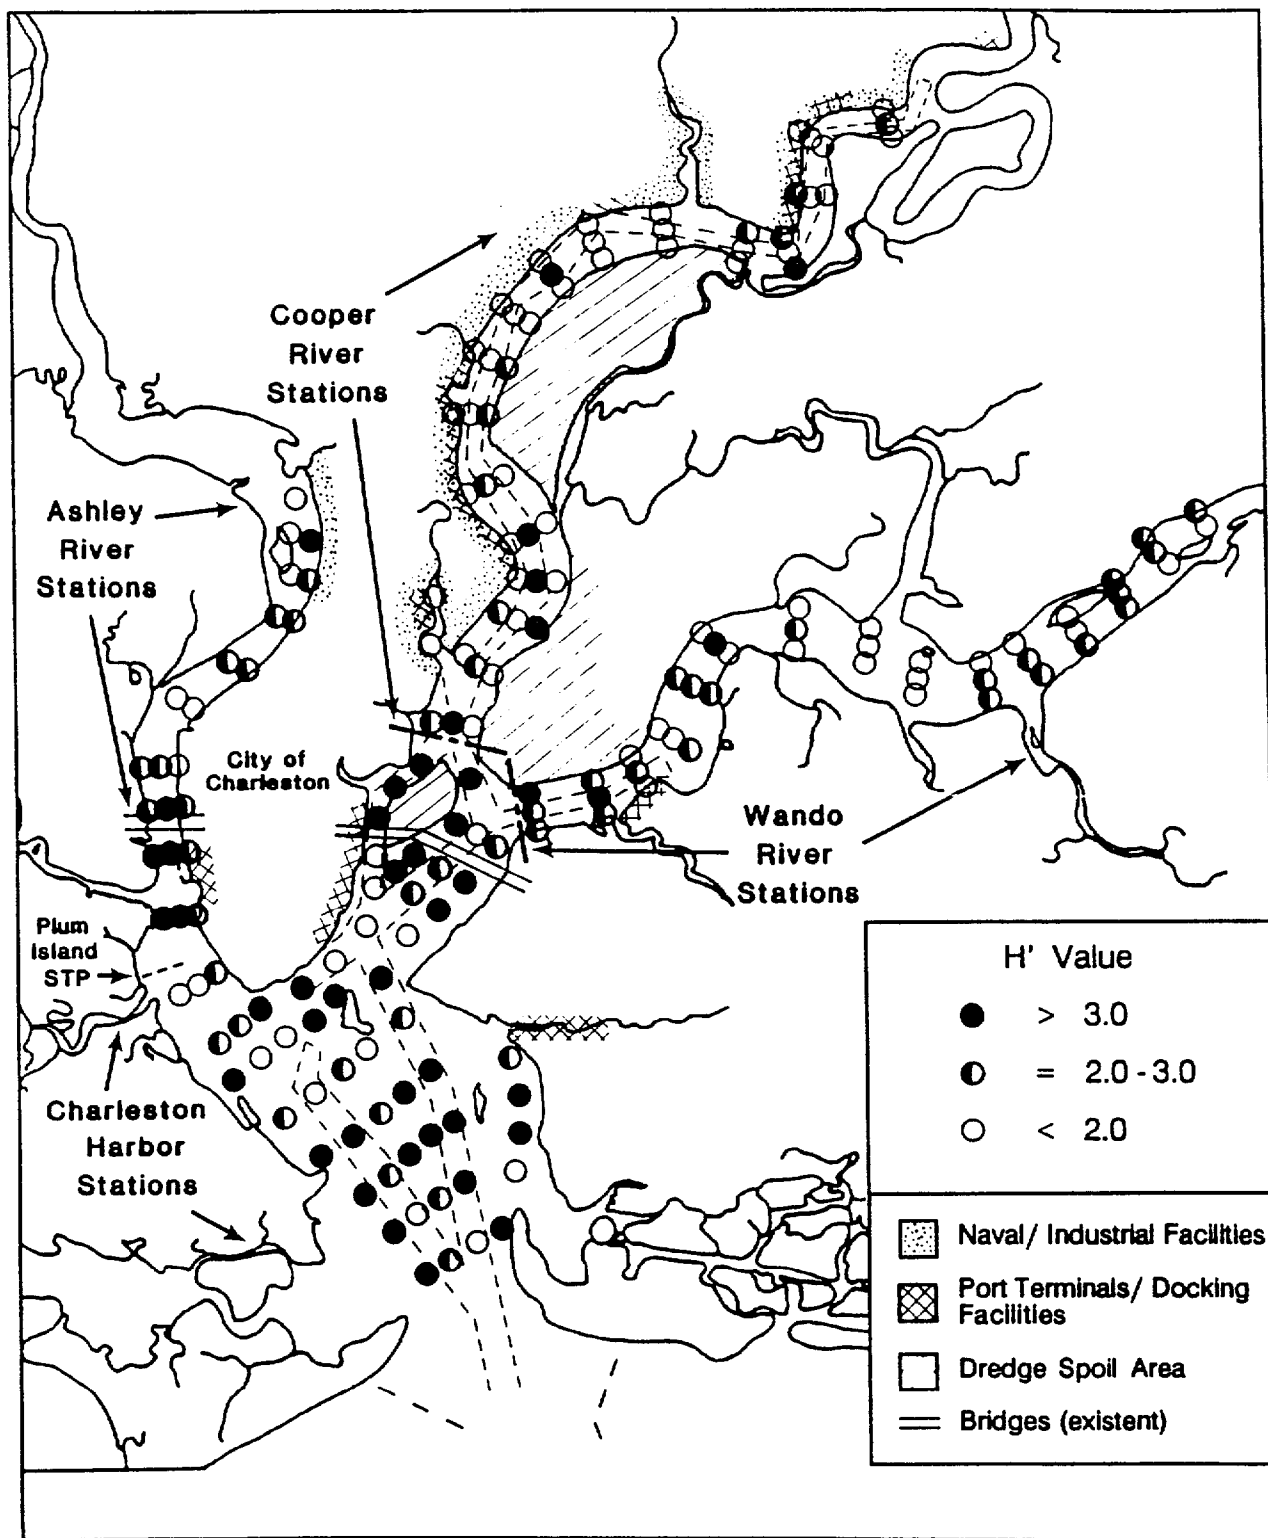 Cooper
River
Stations
Ashley
River
Stations
City of
Charleston
Wando
River
Stations
Plum
Island
STP
Charleston
Harbor
Stations
H' Value
> 3.0
= 2.0-3.0
< 2.0
Naval/ Industrial Facilities
Port Terminals/ Docking
Facilities
Dredge Spoil Area
Bridges (existent)